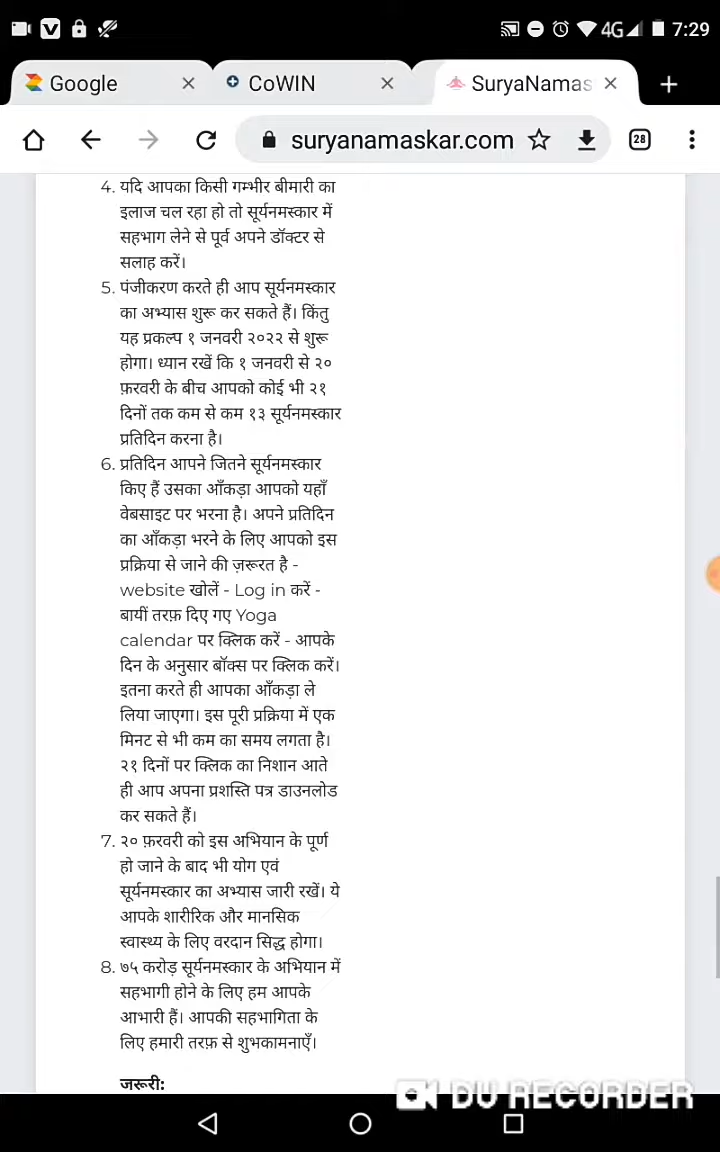 4G 7:29
Google
CoWIN
SuryaNamas
suryanamaskar.com
28
4. यदि आपका किसी गम्भीर बीमारी का
इलाज चल रहा हो तो सूर्यनमस्कार में
सहभाग लेने से पूर्व अपने डॉक्टर से
सलाह करें।
5. पंजीकरण करते ही आप सूर्यनमस्कार
का अभ्यास शुरू कर सकते हैं। किंतु
यह प्रकल्प १ जनवरी २०२२ से शुरू
होगा। ध्यान रखें कि १ जनवरी से २०
फ़रवरी के बीच आपको कोई भी २१
दिनों तक कम से कम १३ सूर्यनमस्कार
प्रतिदिन करना है।
6. प्रतिदिन आपने जितने सूर्यनमस्कार
किए हैं उसका आँकड़ा आपको यहाँ
वेबसाइट पर भरना है। अपने प्रतिदिन
का आँकड़ा भरने के लिए आपको इस
प्रक्रिया से जाने की ज़रूरत है -
website खोलें - Log in करें -
बायीं तरफ़ दिए गए Yoga
calendar पर क्लिक करें - आपके
दिन के अनुसार बॉक्स पर क्लिक करें।
इतना करते ही आपका आँकड़ा ले
लिया जाएगा। इस पूरी प्रक्रिया में एक
मिनट से भी कम का समय लगता है।
२१ दिनों पर क्लिक का निशान आते
ही आप अपना प्रशस्ति पत्र डाउनलोड
कर सकते हैं।
7. २० फ़रवरी को इस अभियान के पूर्ण
हो जाने के बाद भी योग एवं
सूर्यनमस्कार का अभ्यास जारी रखें। ये
आपके शारीरिक और मानसिक
स्वास्थ्य के लिए वरदान सिद्ध होगा।
8. ७५ करोड़ सूर्यनमस्कार के अभियान में
सहभागी होने के लिए हम आपके
आभारी हैं। आपकी सहभागिता के
लिए हमारी तरफ़ से शुभकामनाएँ।
जरूरी:
DU RECORDER